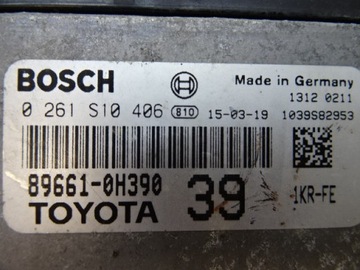 BOSCH
Made in Germany
1312 0211
0 261 S10 406 810 15-03-19 1039S82953
89661-0H390
TOYOTA 39 1KR-FE